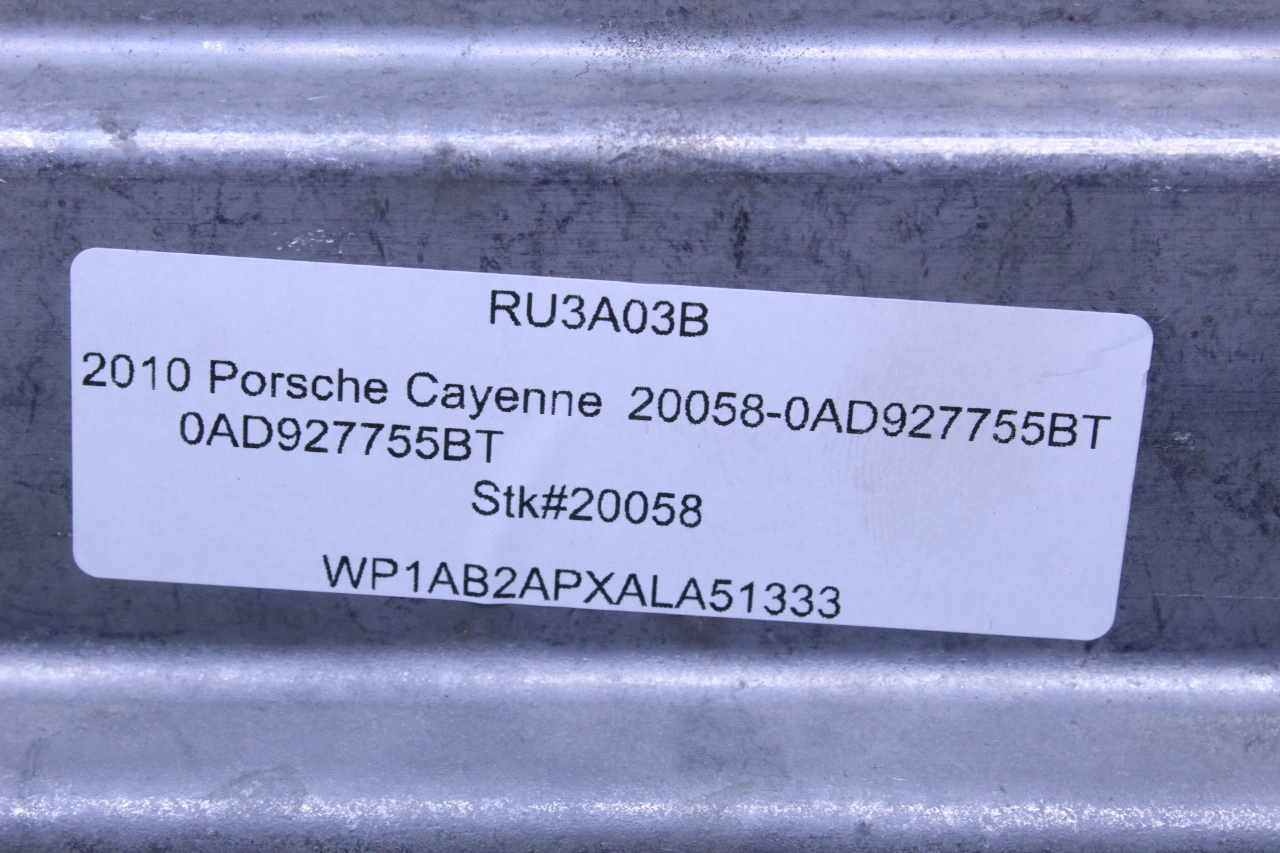 RU3A03B
2010 Porsche Cayenne 20058-0AD927755BT
0AD927755BT
Stk#20058
WP1AB2APXALA51333